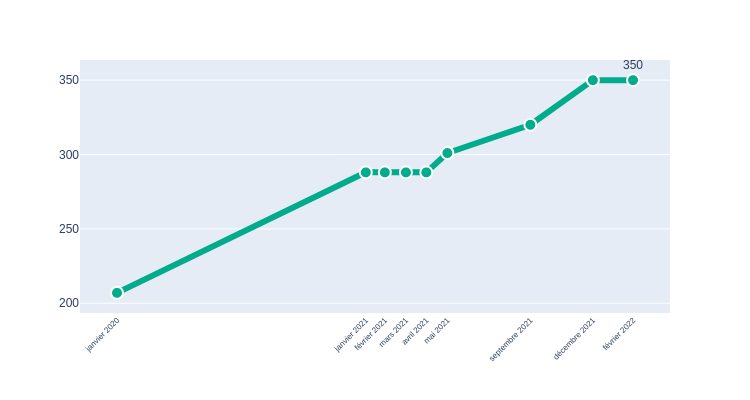 350
350
300
250
200
janvier 2020
janvier 2021
février 2021
mars 2021
avril 2021
mai 2021
septembre 2021
décembre 2021
février 2022